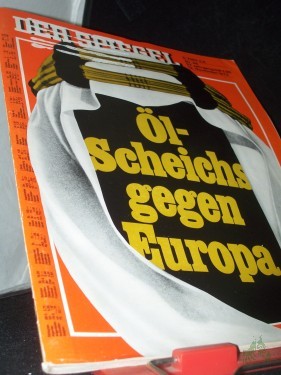 DER SPIEGEL
Öl-
Scheichs
gegen
Europa